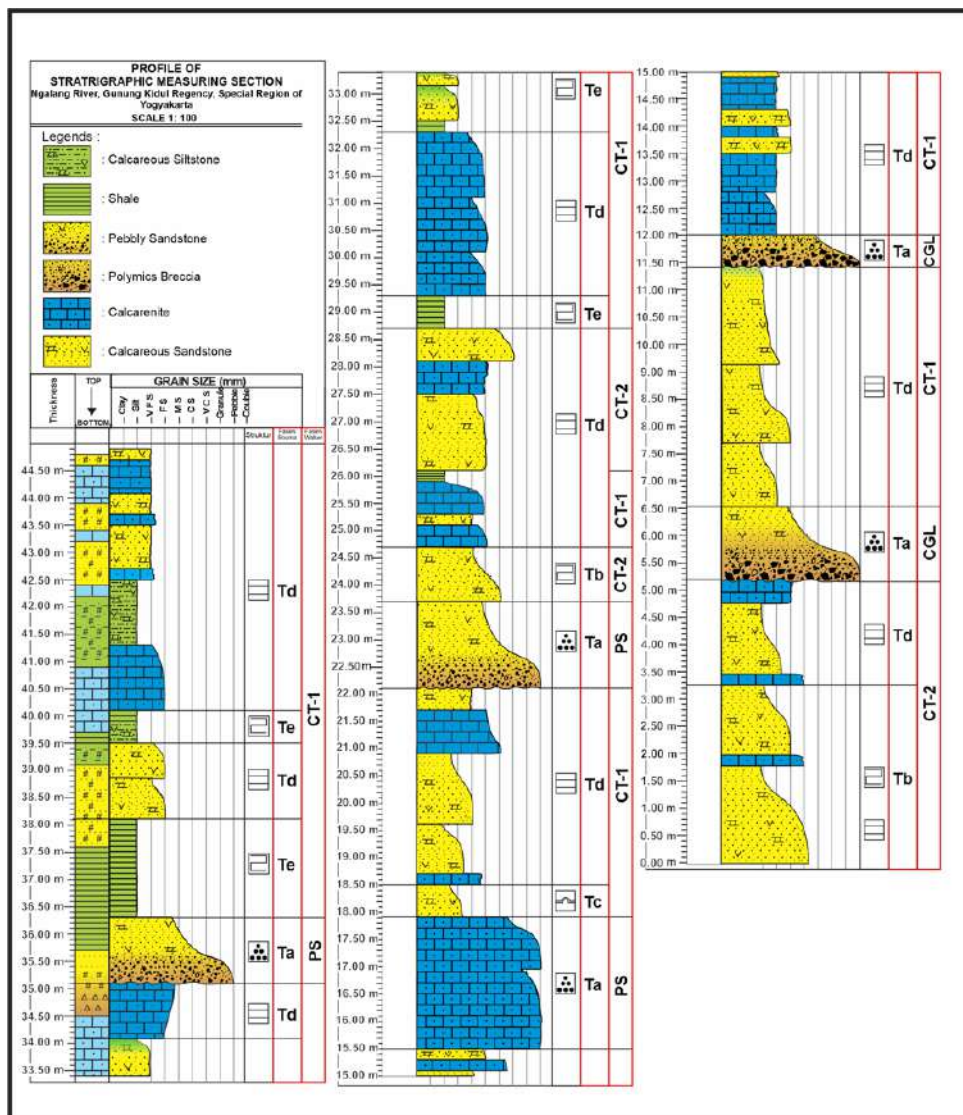 PROFILE OF
STRATRIGRAPHIC MEASURING SECTION
Ngalang River, Gunung Kidul Regency, Special Region of
Yogyakarta
SCALE 1: 100
Legends :
: Calcareous Siltstone
: Shale
: Pebbly Sandstone
: Polymics Breccia
: Calcarenite
: Calcareous Sandstone
Thickness
TOP
BOTTOM
GRAIN SIZE (mm)
Clay
Silt
V F S
F S
M S
C S
V C S
Granule
Pebble
Couble
Struktur
44.50 m
44.00 m
43.50 m
43.00 m
42.50 m
42.00 m
41.50 m
41.00 m
40.50 m
40.00 m
39.50 m
39.00 m
38.50 m
38.00 m
37.50 m
37.00 m
36.50 m
36.00 m
35.50 m
35.00 m
34.50 m
34.00 m
33.50 m
Td
Te
Td
Te
Ta
Td
CT-1
PS
33.00 m
32.50 m
32.00 m
31.50 m
31.00 m
30.50 m
30.00 m
29.50 m
29.00 m
28.50 m
28.00 m
27.50 m
27.00 m
26.50 m
26.00 m
25.50 m
25.00 m
24.50 m
24.00 m
23.50 m
23.00 m
22.50 m
22.00 m
21.50 m
21.00 m
20.50 m
20.00 m
19.50 m
19.00 m
18.50 m
18.00 m
17.50 m
17.00 m
16.50 m
16.00 m
15.50 m
15.00 m
Te
Td
Te
Td
Tb
Ta
Td
Tc
Ta
CT-1
CT-2
CT-1
CT-2
PS
CT-1
PS
15.00 m
14.50 m
14.00 m
13.50 m
13.00 m
12.50 m
12.00 m
11.50 m
11.00 m
10.50 m
10.00 m
9.50 m
9.00 m
8.50 m
8.00 m
7.50 m
7.00 m
6.50 m
6.00 m
5.50 m
5.00 m
4.50 m
4.00 m
3.50 m
3.00 m
2.50 m
2.00 m
1.50 m
1.00 m
0.50 m
0.00 m
Td
Ta
Td
Ta
Td
Tb
CT-1
CGL
CT-1
CGL
CT-2